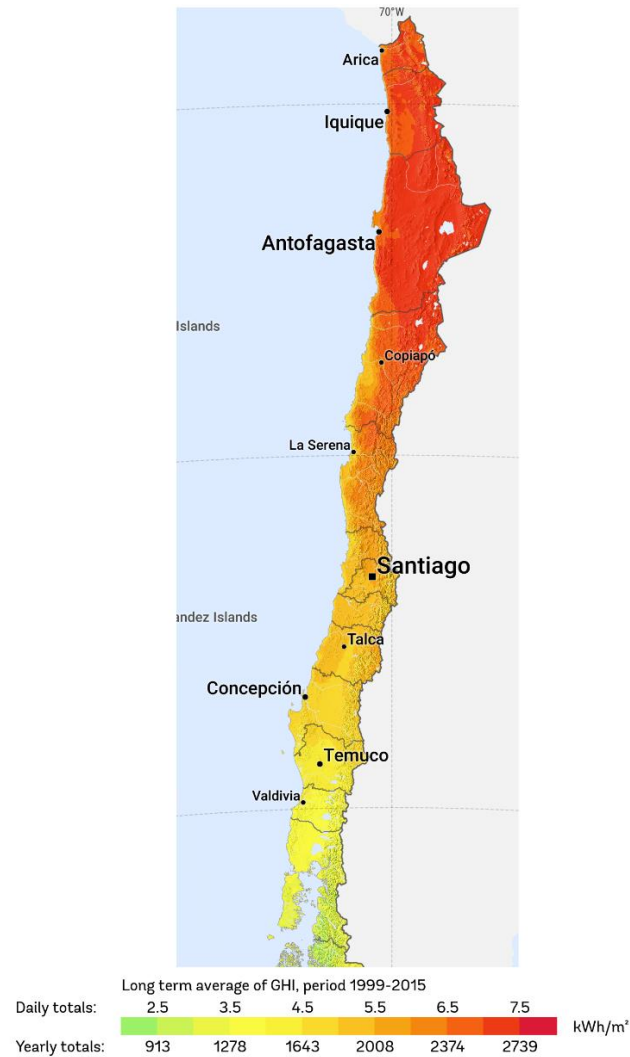 70°W
Arica
Iquique
Antofagasta
Islands
Copiapó
La Serena
Santiago
andez Islands
Talca
Concepción
Temuco
Valdivia
Long term average of GHI, period 1999-2015
Daily totals: 2.5 3.5 4.5 5.5 6.5 7.5
kWh/m²
Yearly totals: 913 1278 1643 2008 2374 2739